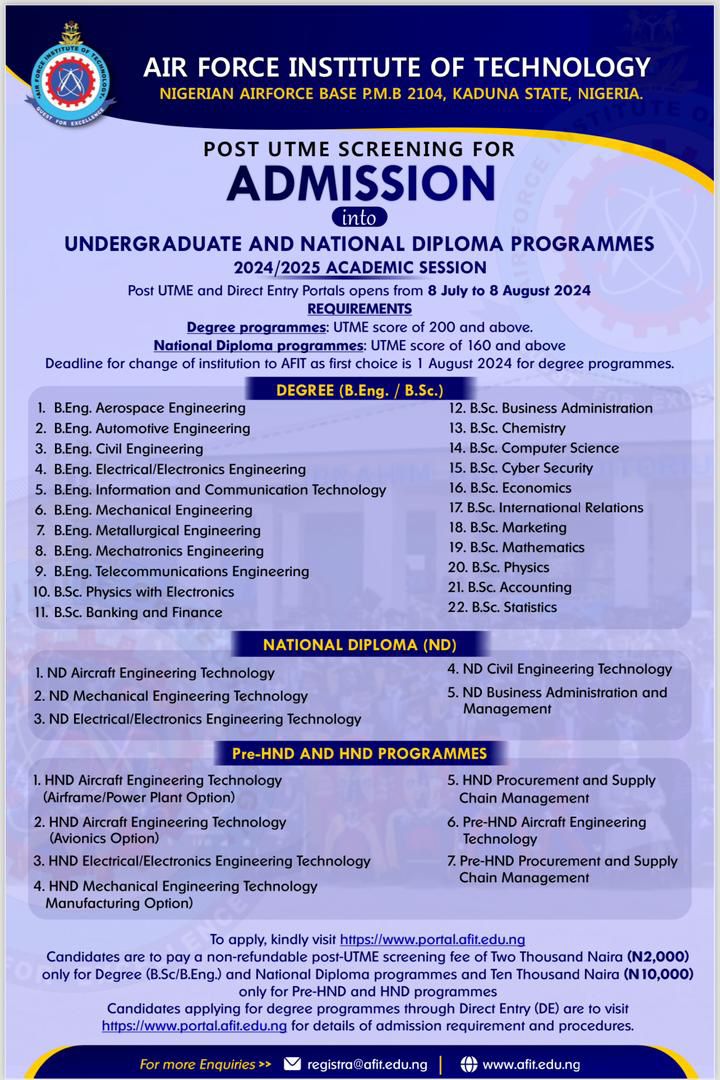 AIR FORCE INSTITUTE OF TECHNOLOGY
QUEST FOR EXCELLENCE
AIR FORCE INSTITUTE OF TECHNOLOGY
NIGERIAN AIRFORCE BASE P.M.B 2104, KADUNA STATE, NIGERIA.
POST UTME SCREENING FOR
ADMISSION
into
UNDERGRADUATE AND NATIONAL DIPLOMA PROGRAMMES
2024/2025 ACADEMIC SESSION
Post UTME and Direct Entry Portals opens from 8 July to 8 August 2024
REQUIREMENTS
Degree programmes: UTME score of 200 and above.
National Diploma programmes: UTME score of 160 and above
Deadline for change of institution to AFIT as first choice is 1 August 2024 for degree programmes.
DEGREE (B.Eng. / B.Sc.)
1. B.Eng. Aerospace Engineering
2. B.Eng. Automotive Engineering
3. B.Eng. Civil Engineering
4. B.Eng. Electrical/Electronics Engineering
5. B.Eng. Information and Communication Technology
6. B.Eng. Mechanical Engineering
7. B.Eng. Metallurgical Engineering
8. B.Eng. Mechatronics Engineering
9. B.Eng. Telecommunications Engineering
10. B.Sc. Physics with Electronics
11. B.Sc. Banking and Finance
12. B.Sc. Business Administration
13. B.Sc. Chemistry
14. B.Sc. Computer Science
15. B.Sc. Cyber Security
16. B.Sc. Economics
17. B.Sc. International Relations
18. B.Sc. Marketing
19. B.Sc. Mathematics
20. B.Sc. Physics
21. B.Sc. Accounting
22. B.Sc. Statistics
NATIONAL DIPLOMA (ND)
1. ND Aircraft Engineering Technology
2. ND Mechanical Engineering Technology
3. ND Electrical/Electronics Engineering Technology
4. ND Civil Engineering Technology
5. ND Business Administration and
Management
Pre-HND AND HND PROGRAMMES
1. HND Aircraft Engineering Technology
(Airframe/Power Plant Option)
2. HND Aircraft Engineering Technology
(Avionics Option)
3. HND Electrical/Electronics Engineering Technology
4. HND Mechanical Engineering Technology
Manufacturing Option)
5. HND Procurement and Supply
Chain Management
6. Pre-HND Aircraft Engineering
Technology
7. Pre-HND Procurement and Supply
Chain Management
To apply, kindly visit https://www.portal.afit.edu.ng
Candidates are to pay a non-refundable post-UTME screening fee of Two Thousand Naira (N2,000)
only for Degree (B.Sc/B.Eng.) and National Diploma programmes and Ten Thousand Naira (N10,000)
only for Pre-HND and HND programmes
Candidates applying for degree programmes through Direct Entry (DE) are to visit
https://www.portal.afit.edu.ng for details of admission requirement and procedures.
For more Enquiries >> registra@afit.edu.ng | www.afit.edu.ng